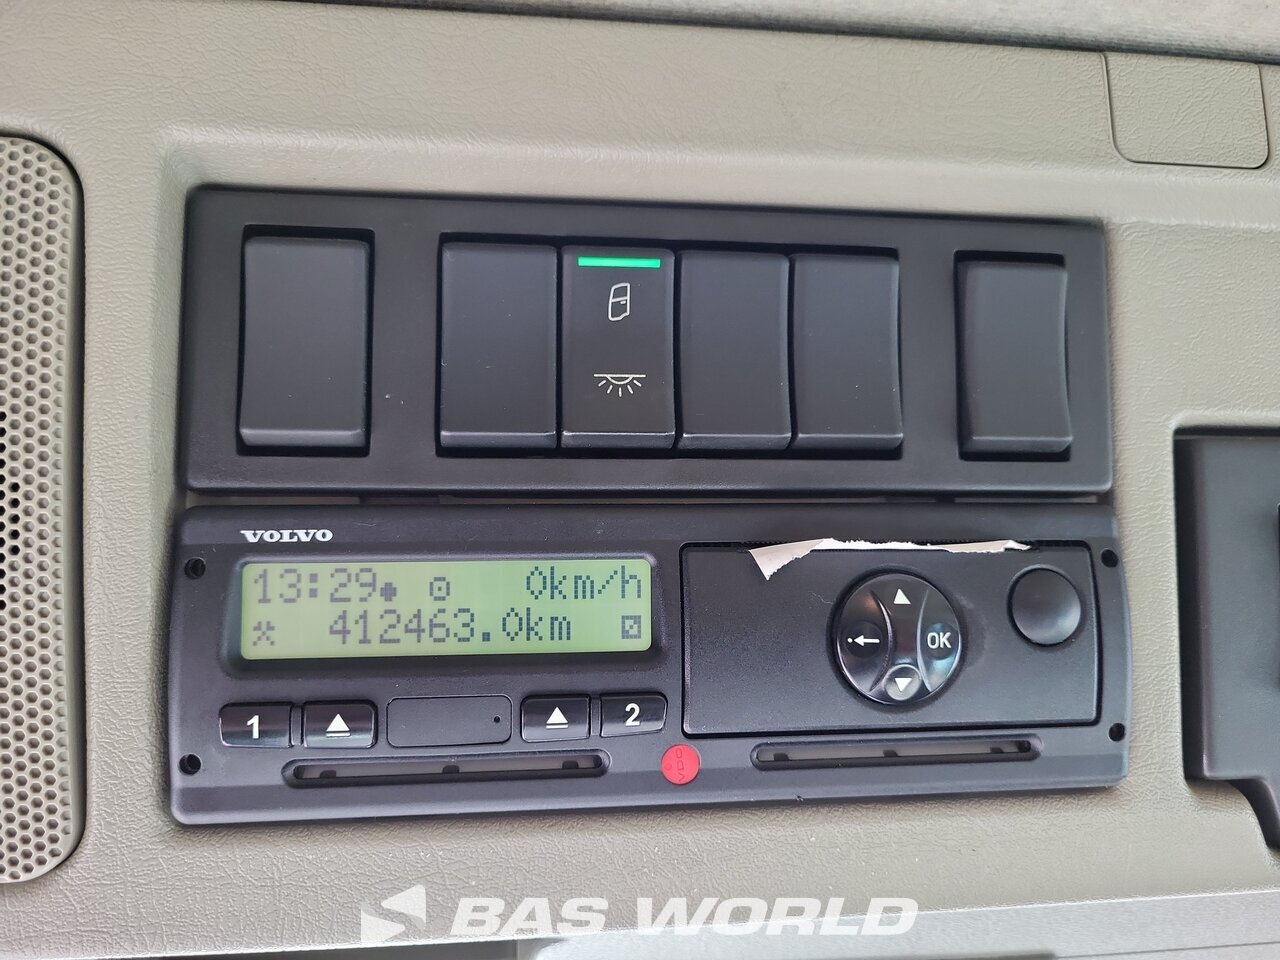 VOLVO
13:29 0km/h
412463.0km
OK
1
2
VDO
BAS WORLD